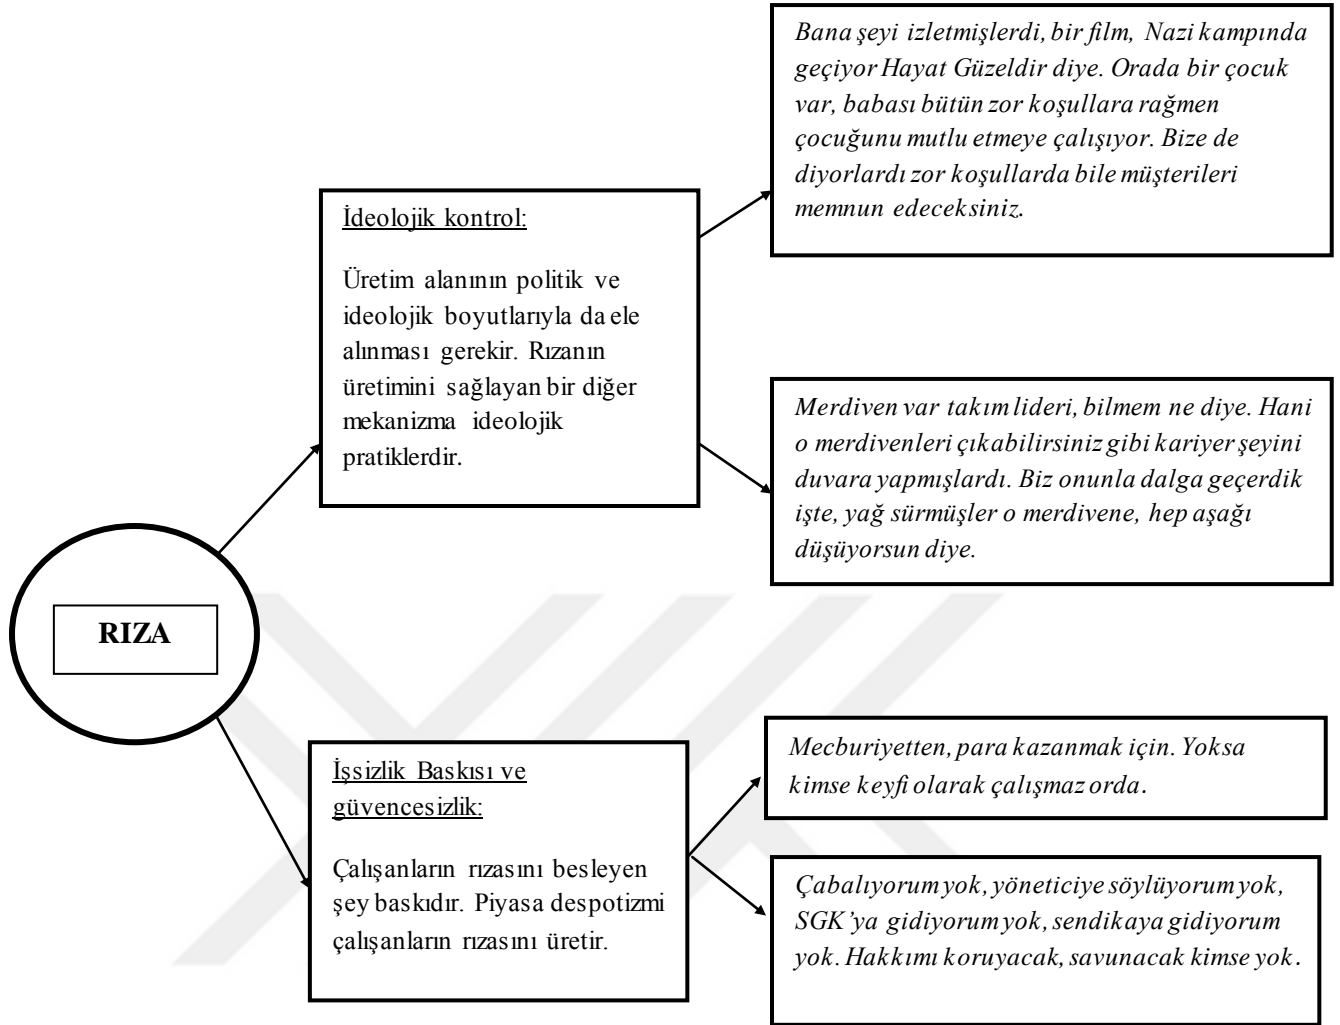 RIZA
İdeolojik kontrol:
Üretim alanının politik ve
ideolojik boyutlarıyla da ele
alınması gerekir. Rızanın
üretimini sağlayan bir diğer
mekanizma ideolojik
pratiklerdir.
Bana şeyi izletmişlerdi, bir film, Nazi kampında
geçiyor Hayat Güzeldir diye. Orada bir çocuk
var, babası bütün zor koşullara rağmen
çocuğunu mutlu etmeye çalışıyor. Bize de
diyorlardı zor koşullarda bile müşterileri
memnun edeceksiniz.
Merdiven var takım lideri, bilmem ne diye. Hani
o merdivenleri çıkabilirsiniz gibi kariyer şeyini
duvara yapmışlardı. Biz onunla dalga geçerdik
işte, yağ sürmüşler o merdivene, hep aşağı
düşüyorsun diye.
İşsizlik Baskısı ve
güvencesizlik:
Çalışanların rızasını besleyen
şey baskıdır. Piyasa despotizmi
çalışanların rızasını üretir.
Mecburiyetten, para kazanmak için. Yoksa
kimse keyfi olarak çalışmaz orda.
Çabalıyorum yok, yöneticiye söylüyorum yok,
SGK’ya gidiyorum yok, sendikaya gidiyorum
yok. Hakkımı koruyacak, savunacak kimse yok.